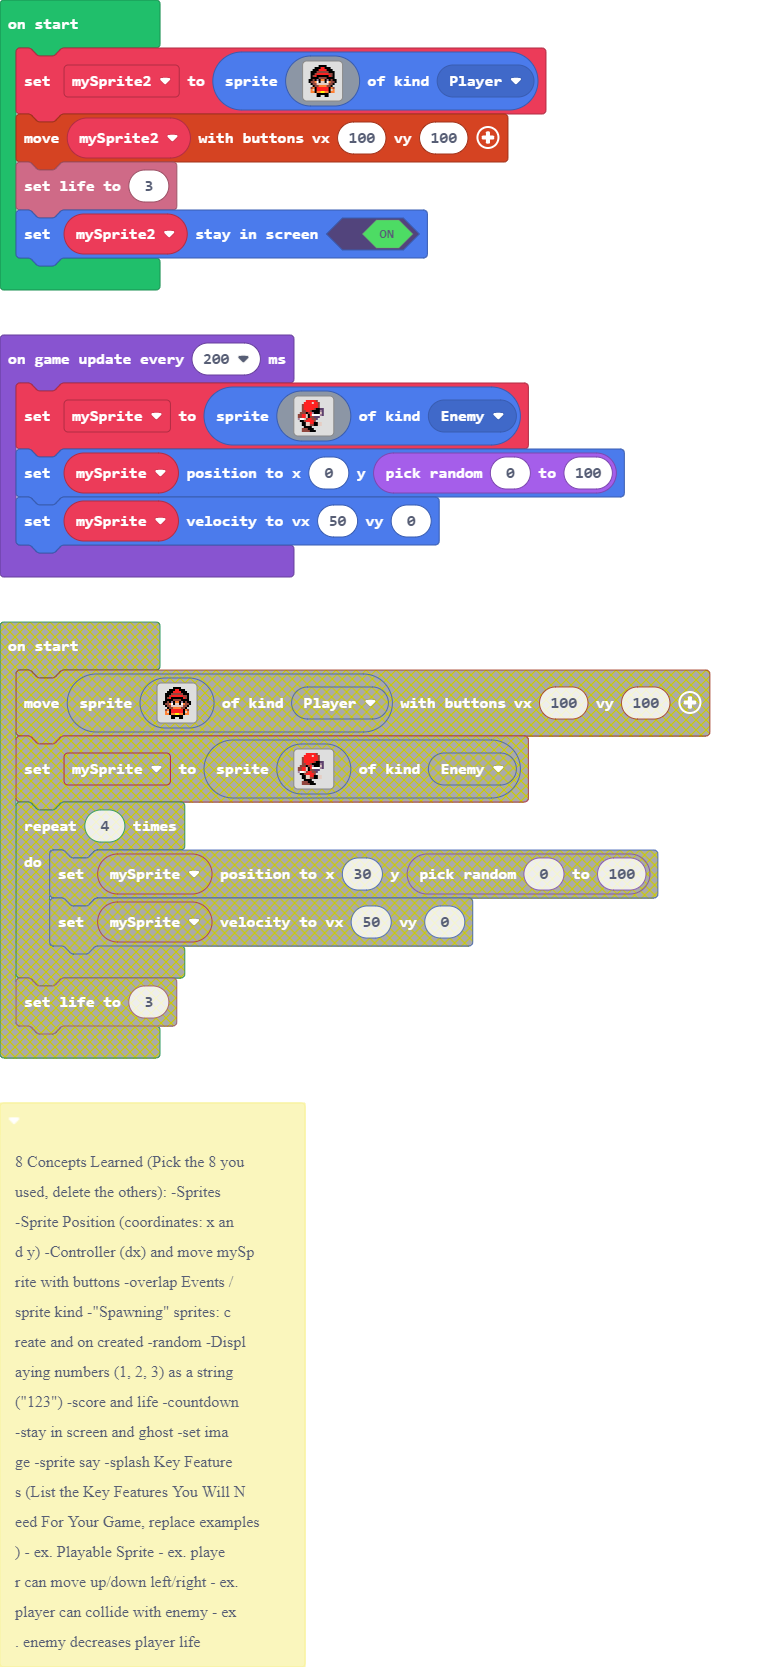 on start
set mySprite2 to sprite of kind Player
move mySprite2 with buttons vx 100 vy 100
set life to 3
set mySprite2 stay in screen ON
on game update every 200 ms
set mySprite to sprite of kind Enemy
set mySprite position to x 0 y pick random 0 to 100
set mySprite velocity to vx 50 vy 0
on start
move sprite of kind Player with buttons vx 100 vy 100
set mySprite to sprite of kind Enemy
repeat 4 times
do
set mySprite position to x 30 y pick random 0 to 100
set mySprite velocity to vx 50 vy 0
set life to 3
8 Concepts Learned (Pick the 8 you
used, delete the others): -Sprites
-Sprite Position (coordinates: x an
d y) -Controller (dx) and move mySp
rite with buttons -overlap Events /
sprite kind -"Spawning" sprites: c
reate and on created -random -Displ
aying numbers (1, 2, 3) as a string
("123") -score and life -countdown
-stay in screen and ghost -set ima
ge -sprite say -splash Key Feature
s (List the Key Features You Will N
eed For Your Game, replace examples
) - ex. Playable Sprite - ex. playe
r can move up/down left/right - ex.
player can collide with enemy - ex
. enemy decreases player life